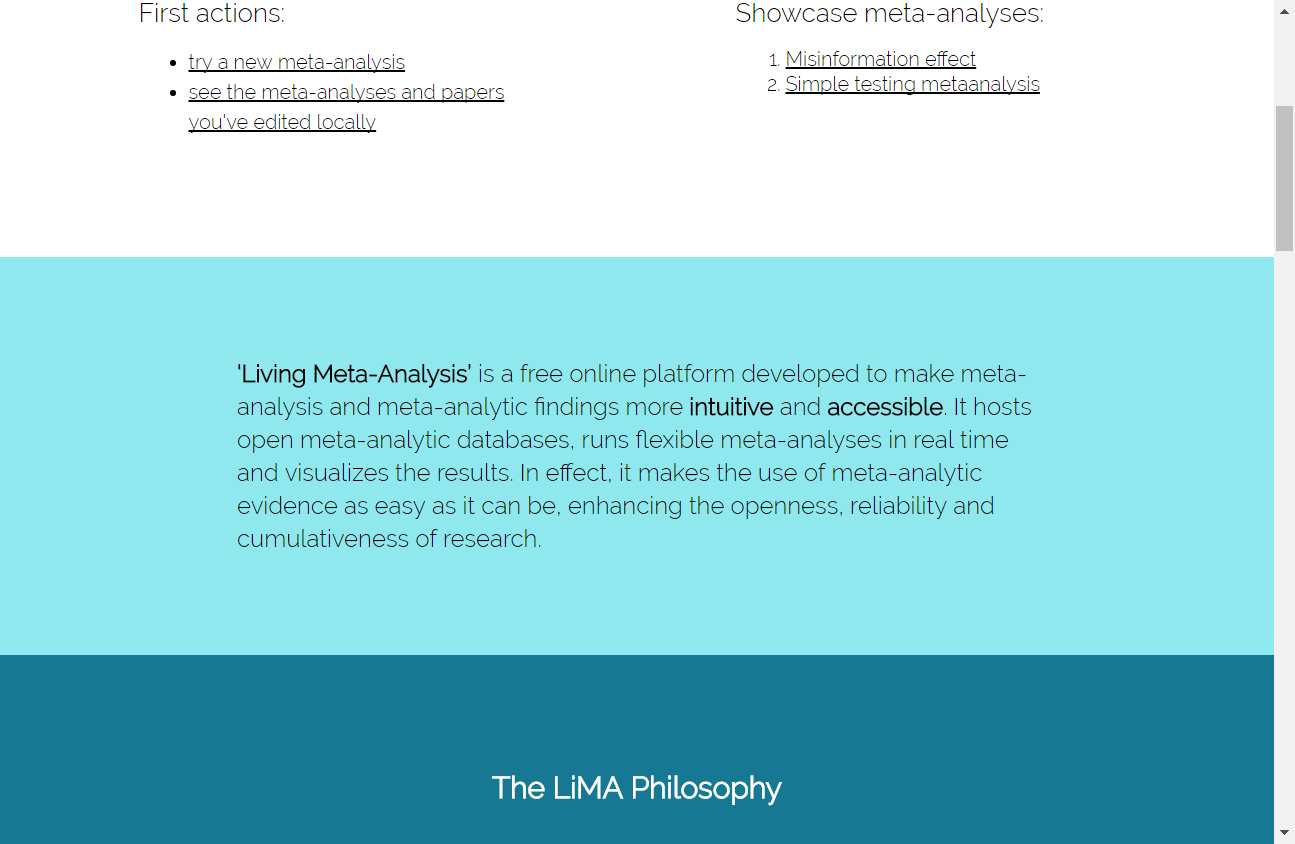 First actions:
• try a new meta-analysis
• see the meta-analyses and papers
you've edited locally
Showcase meta-analyses:
1. Misinformation effect
2. Simple testing metaanalysis
'Living Meta-Analysis' is a free online platform developed to make meta-
analysis and meta-analytic findings more intuitive and accessible. It hosts
open meta-analytic databases, runs flexible meta-analyses in real time
and visualizes the results. In effect, it makes the use of meta-analytic
evidence as easy as it can be, enhancing the openness, reliability and
cumulativeness of research.
The LiMA Philosophy